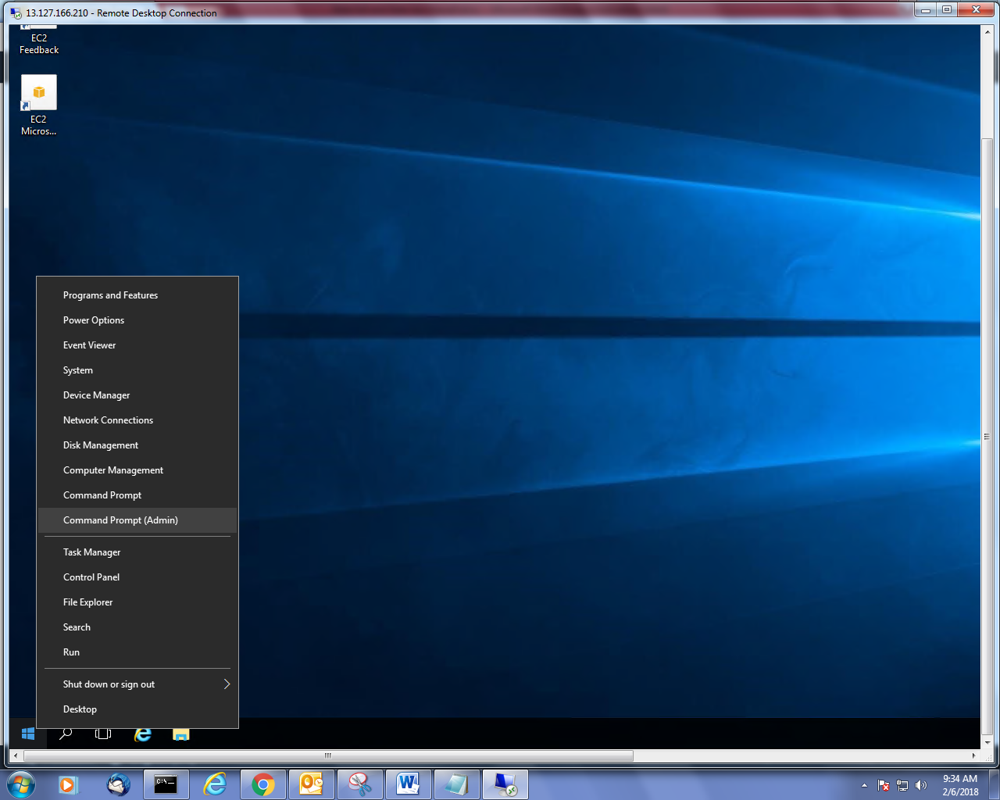 13.127.166.210 - Remote Desktop Connection
EC2
Feedback
EC2
Micros...
Programs and Features
Power Options
Event Viewer
System
Device Manager
Network Connections
Disk Management
Computer Management
Command Prompt
Command Prompt (Admin)
Task Manager
Control Panel
File Explorer
Search
Run
Shut down or sign out
Desktop
9:34 AM
2/6/2018